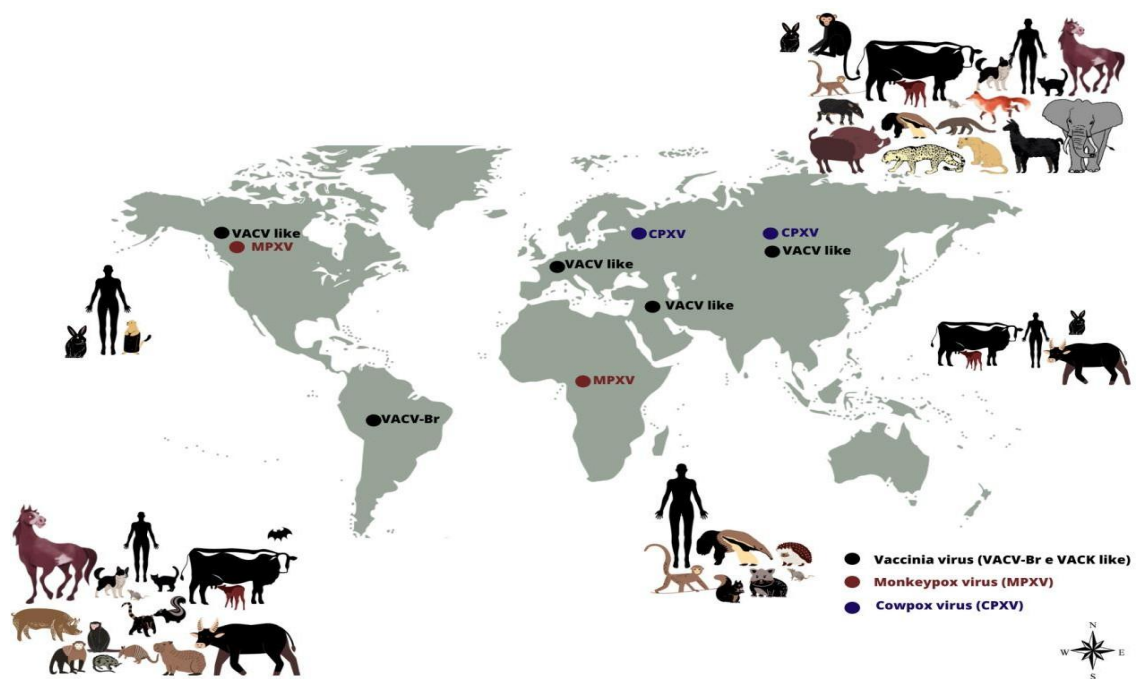 VACV like
MPXV
CPXV
CPXV
VACV like
VACV like
VACV like
MPXV
VACV-Br
Vaccinia virus (VACV-Br e VACK like)
Monkeypox virus (MPXV)
Cowpox virus (CPXV)
N
W E
S